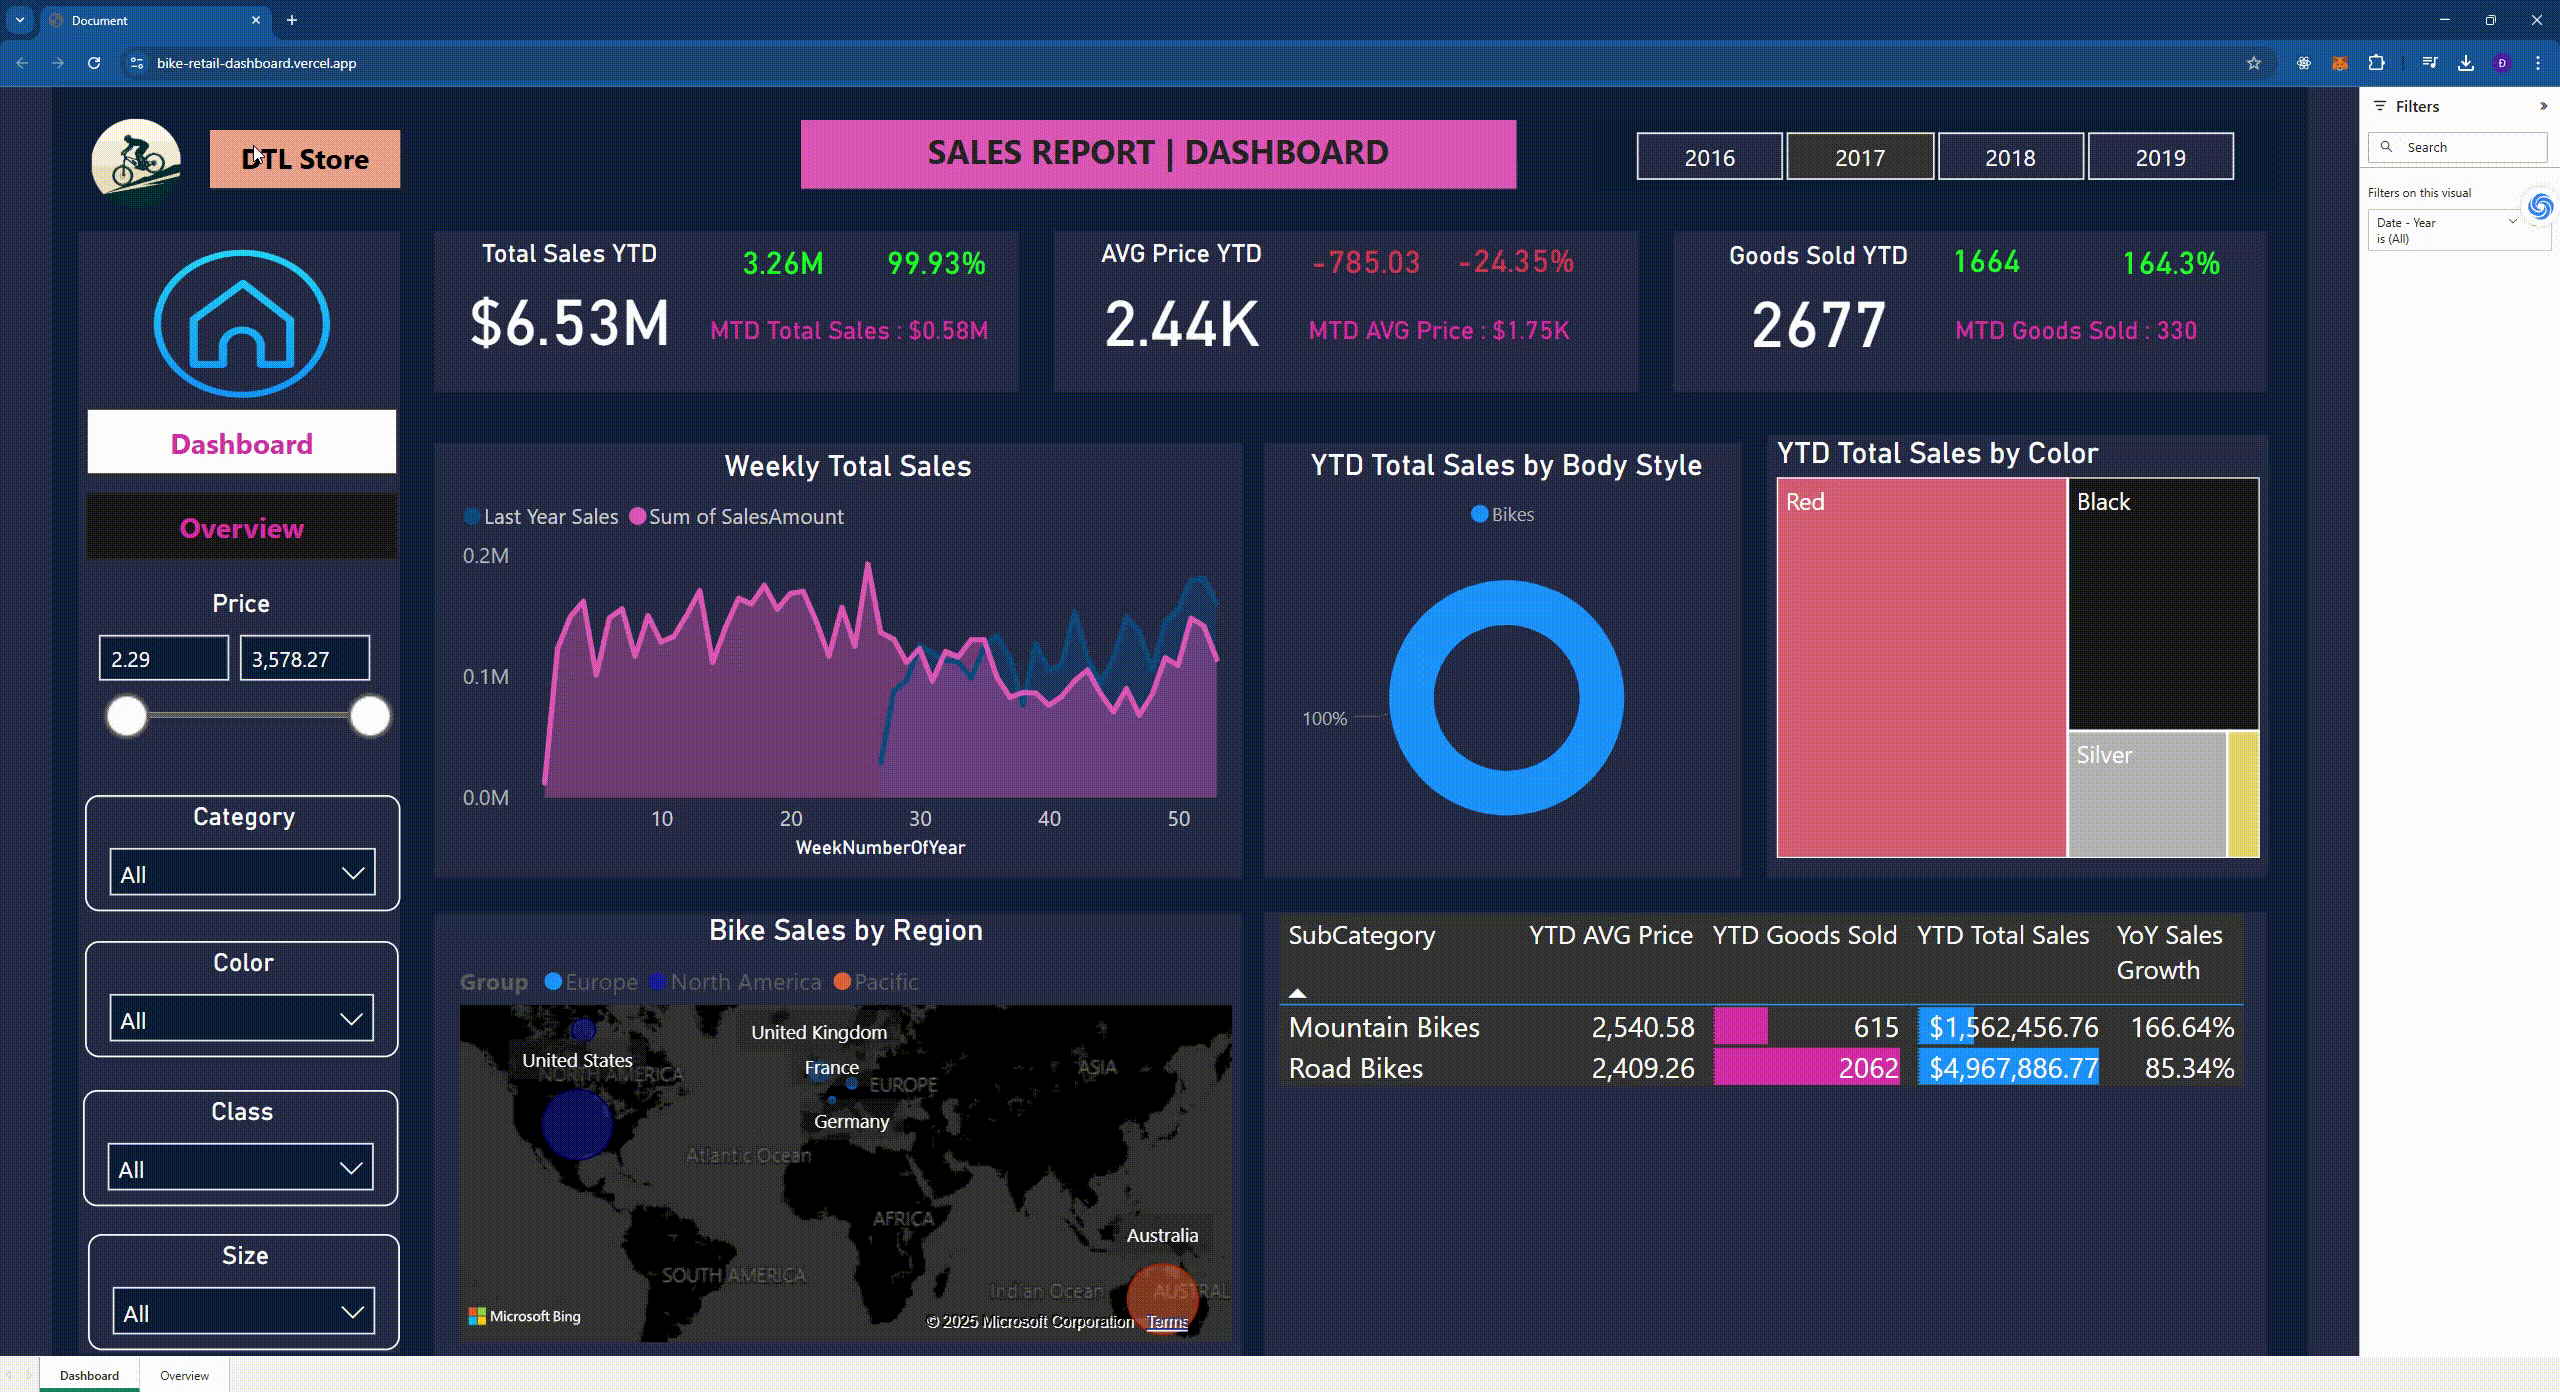 Document
bike-retail-dashboard.vercel.app
DTL Store
SALES REPORT | DASHBOARD
2016 2017 2018 2019
Filters
Search
Filters on this visual
Date - Year
is (All)
Total Sales YTD 3.26M 99.93%
$6.53M MTD Total Sales : $0.58M
AVG Price YTD -785.03 -24.35%
2.44K MTD AVG Price : $1.75K
Goods Sold YTD 1664 164.3%
2677 MTD Goods Sold : 330
Dashboard
Overview
Price
2.29 3,578.27
Category
All
Color
All
Class
All
Size
All
Weekly Total Sales
Last Year Sales Sum of SalesAmount
0.2M
0.1M
0.0M
10 20 30 40 50
WeekNumberOfYear
YTD Total Sales by Body Style
Bikes
100%
YTD Total Sales by Color
Red
Black
Silver
Bike Sales by Region
Group Europe North America Pacific
United Kingdom
United States
France
NORTH AMERICA
EUROPE
ASIA
Germany
Atlantic Ocean
AFRICA
Australia
SOUTH AMERICA
Indian Ocean
AUSTRAL
Microsoft Bing
© 2025 Microsoft Corporation Terms
SubCategory YTD AVG Price YTD Goods Sold YTD Total Sales YoY Sales Growth
Mountain Bikes 2,540.58 615 $1,562,456.76 166.64%
Road Bikes 2,409.26 2062 $4,967,886.77 85.34%
Dashboard Overview